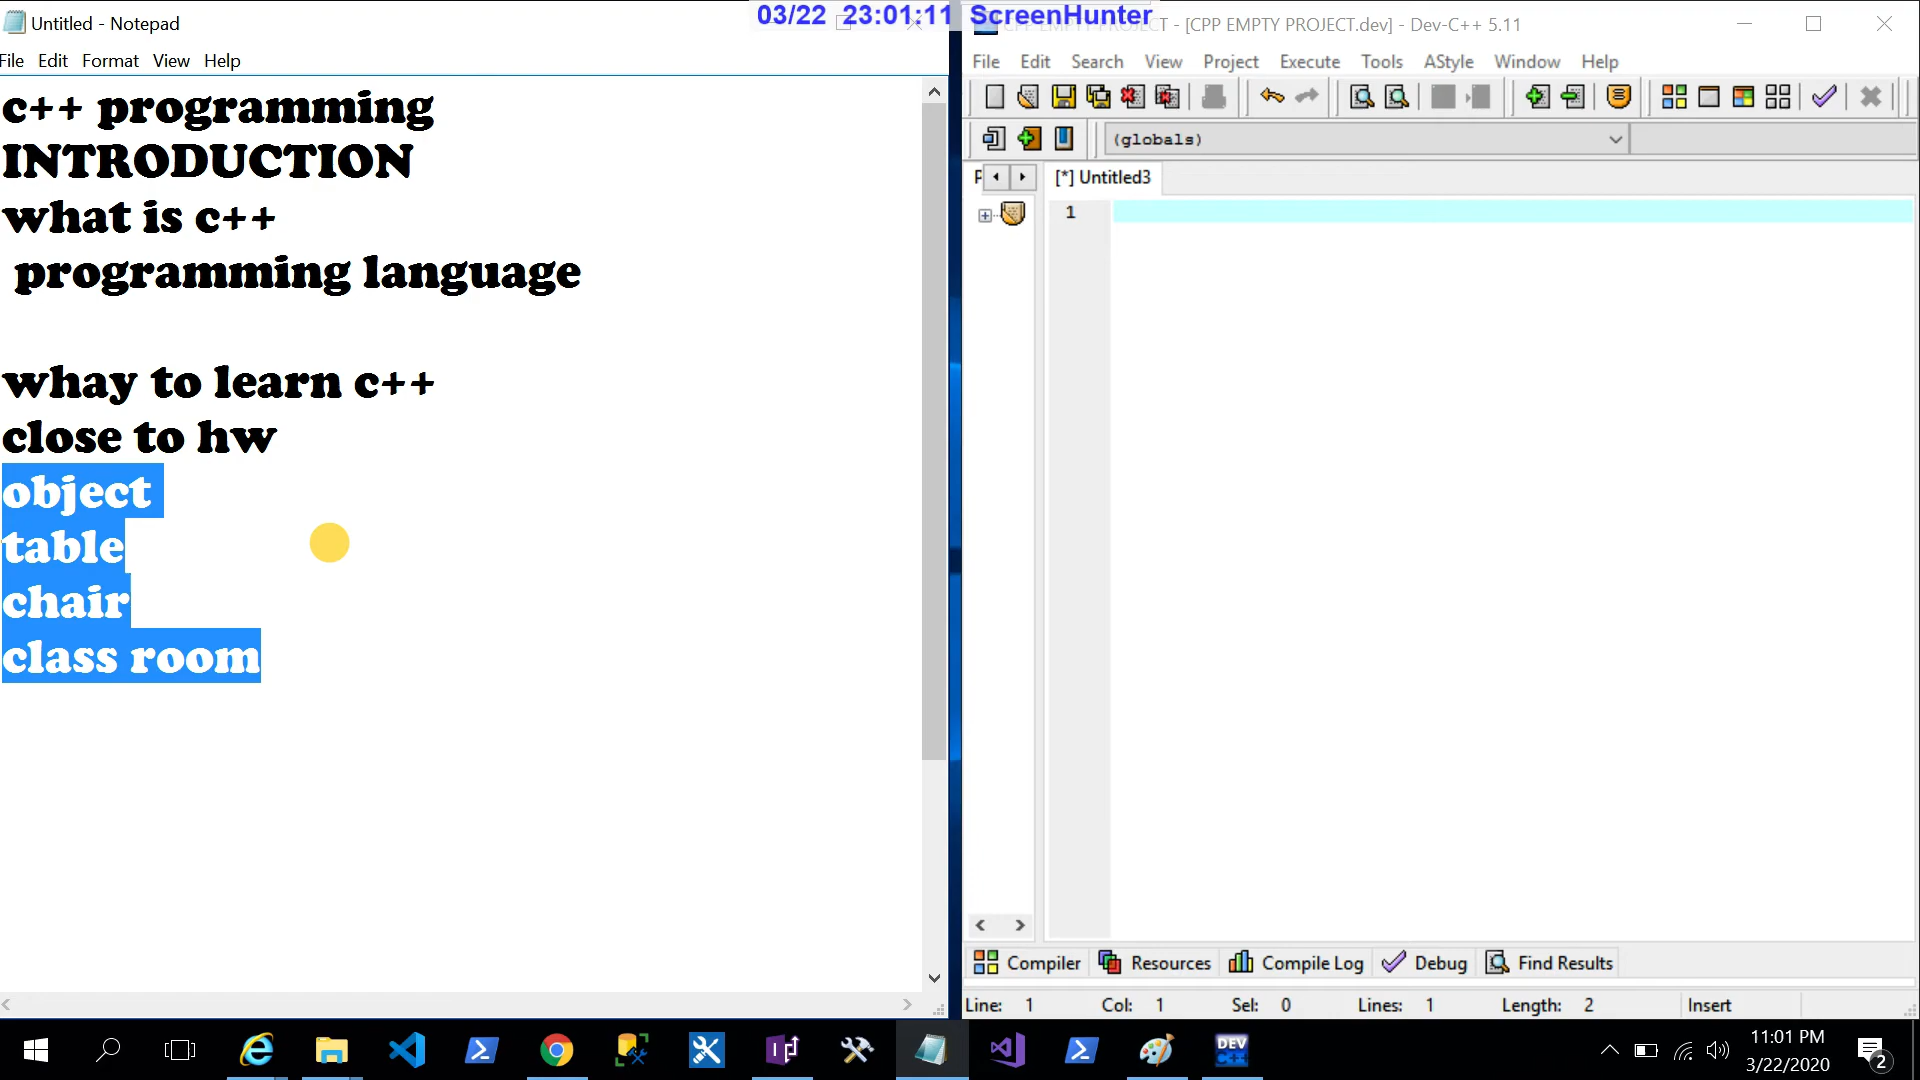 03/22 23:01:11 ScreenHunter
Untitled - Notepad
File Edit Format View Help
c++ programming
INTRODUCTION
what is c++
programming language
whay to learn c++
close to hw
object
table
chair
class room
- [CPP EMPTY PROJECT.dev] - Dev-C++ 5.11
File Edit Search View Project Execute Tools AStyle Window Help
(globals)
[*] Untitled3
1
Compiler Resources Compile Log Debug Find Results
Line: 1 Col: 1 Sel: 0 Lines: 1 Length: 2 Insert
DEV
C++
11:01 PM
3/22/2020
2